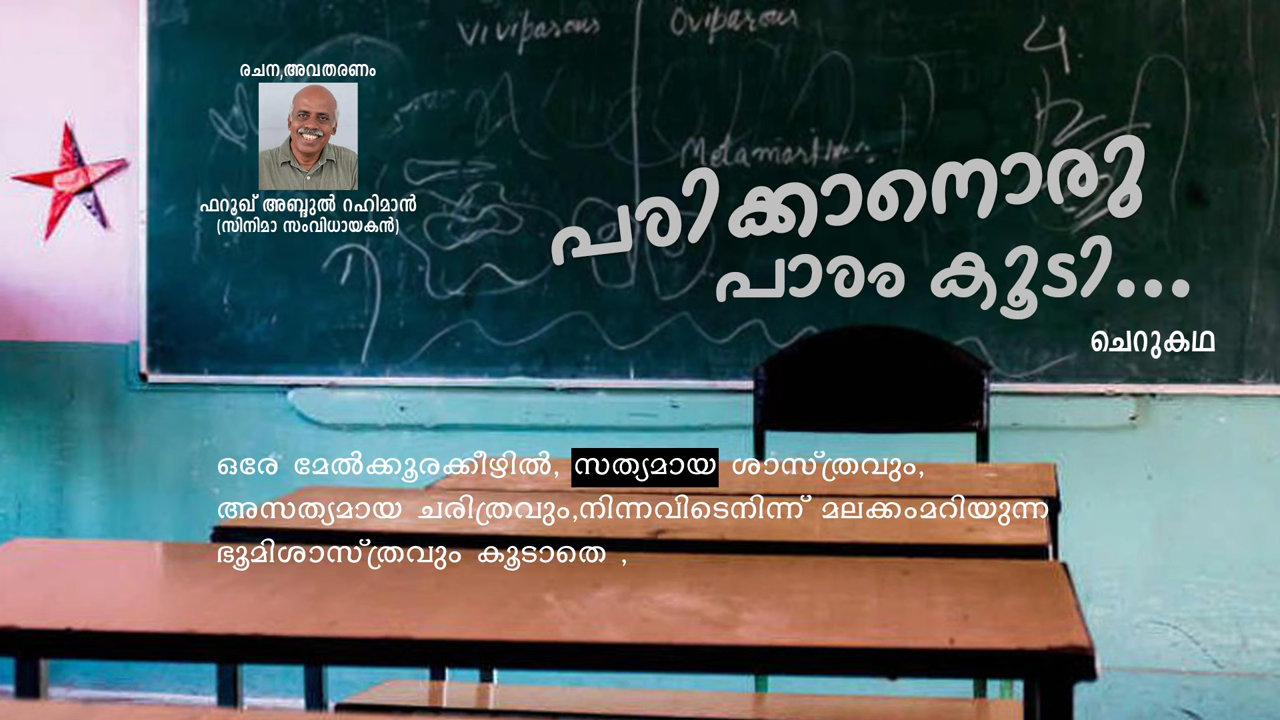 Viviparous Oviparous
4.
രചന,അവതരണം
ഫറൂഖ് അബ്ദുൽ റഹിമാൻ
(സിനിമാ സംവിധായകൻ)
പഠിക്കാനൊരു
പാഠം കൂടി...
ചെറുകഥ
ഒരേ മേൽക്കൂരക്കീഴിൽ, സത്യമായ ശാസ്ത്രവും,
അസത്യമായ ചരിത്രവും,നിന്നവിടെനിന്ന് മലക്കംമറിയുന്ന
ഭൂമിശാസ്ത്രവും കൂടാതെ ,